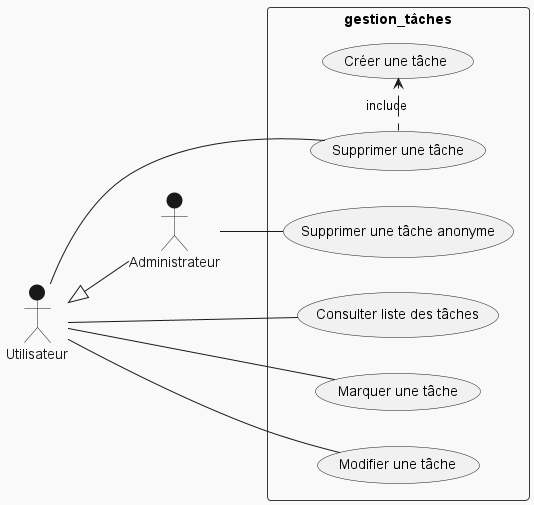 gestion_tâches
Créer une tâche
include
Supprimer une tâche
Supprimer une tâche anonyme
Administrateur
Consulter liste des tâches
Utilisateur
Marquer une tâche
Modifier une tâche